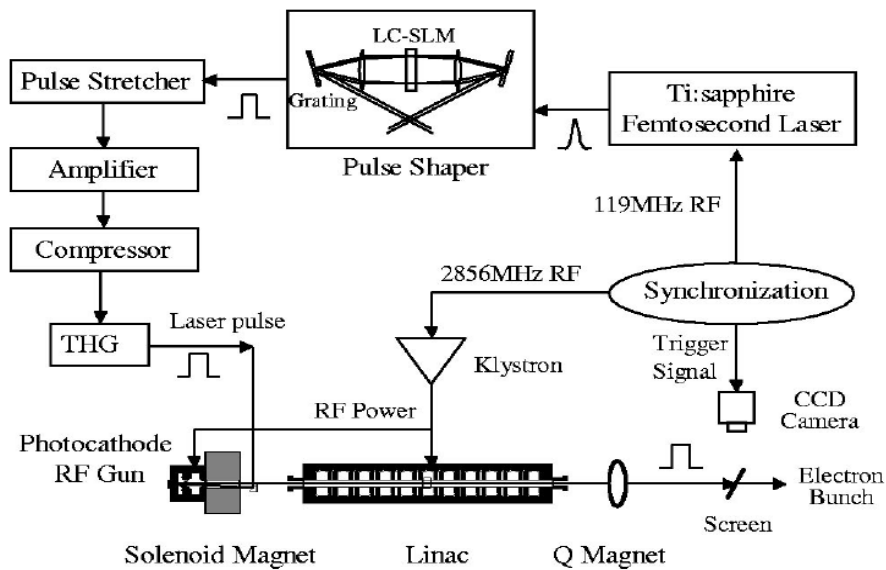 LC-SLM
Grating
Pulse Shaper
Pulse Stretcher
Ti:sapphire
Femtosecond Laser
Amplifier
119MHz RF
Compressor
2856MHz RF
Synchronization
THG
Laser pulse
Klystron
Trigger
Signal
CCD
Camera
RF Power
Photocathode
RF Gun
Electron
Bunch
Screen
Solenoid Magnet
Linac
Q Magnet